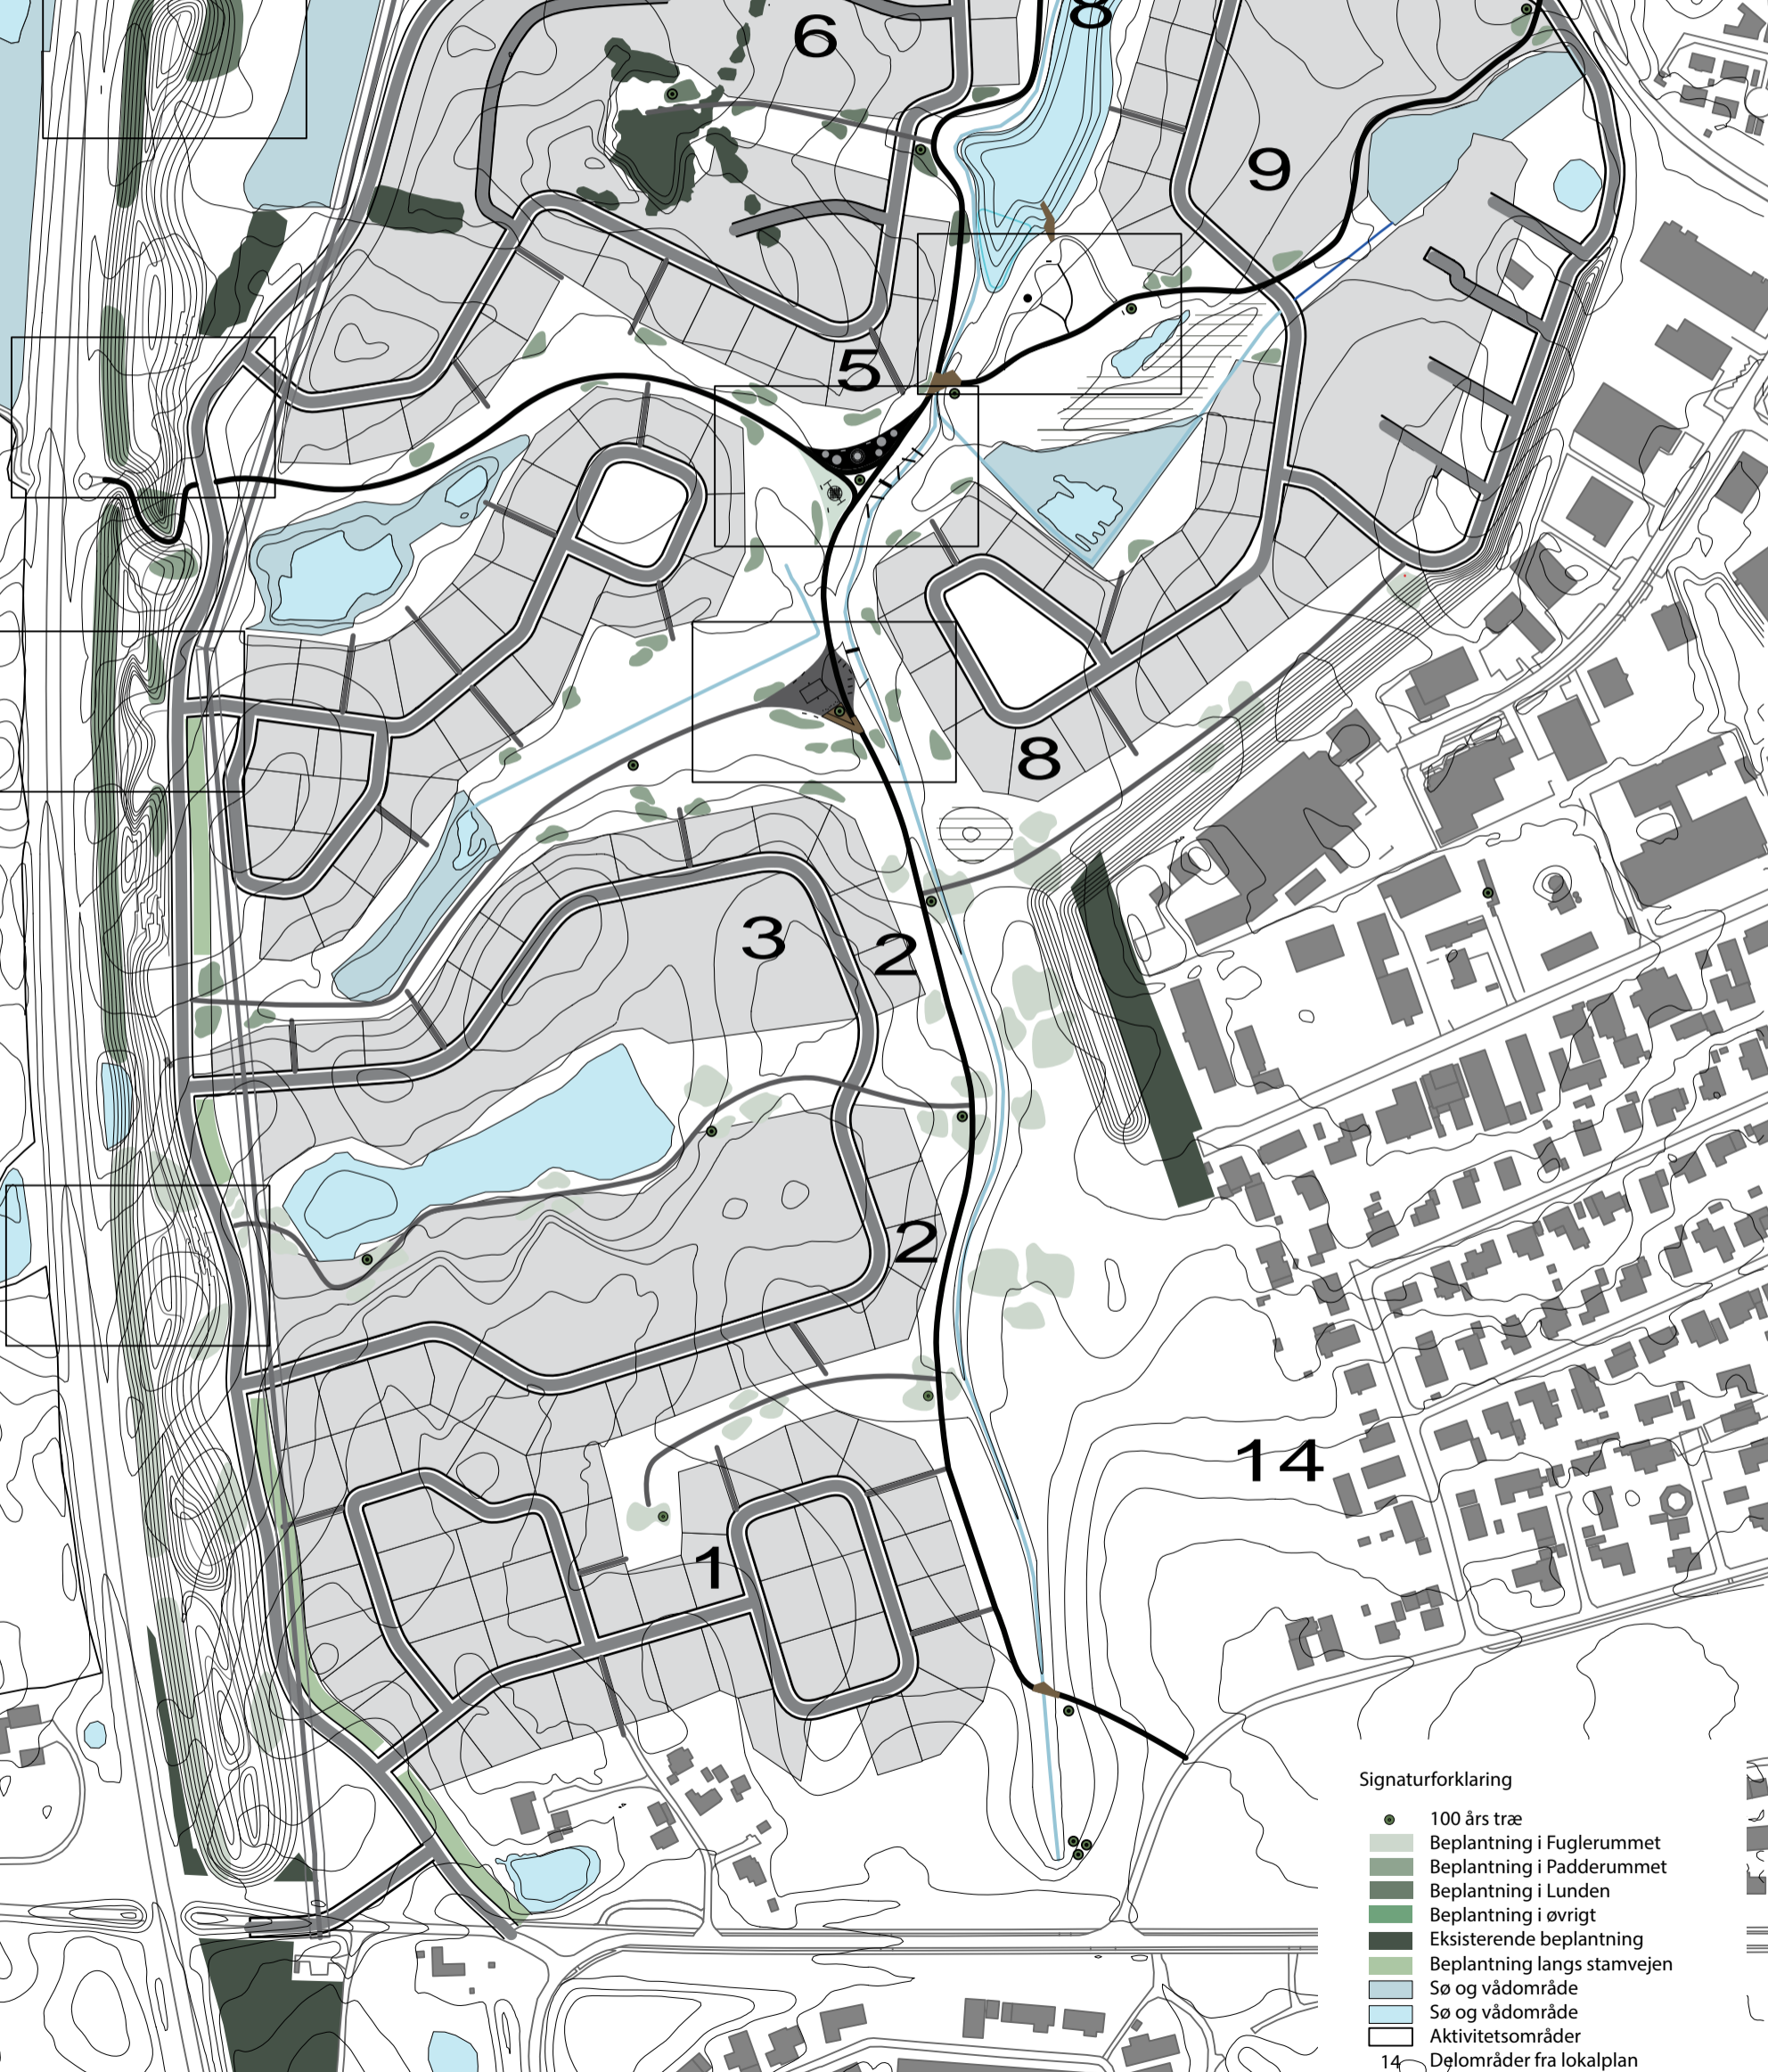 8
6
9
5
8
3
2
2
14
1
Signaturforklaring
100 års træ
Beplantning i Fuglerummet
Beplantning i Padderummet
Beplantning i Lunden
Beplantning i øvrigt
Eksisterende beplantning
Beplantning langs stamvejen
Sø og vådområde
Sø og vådområde
Aktivitetsområder
14 Delområder fra lokalplan